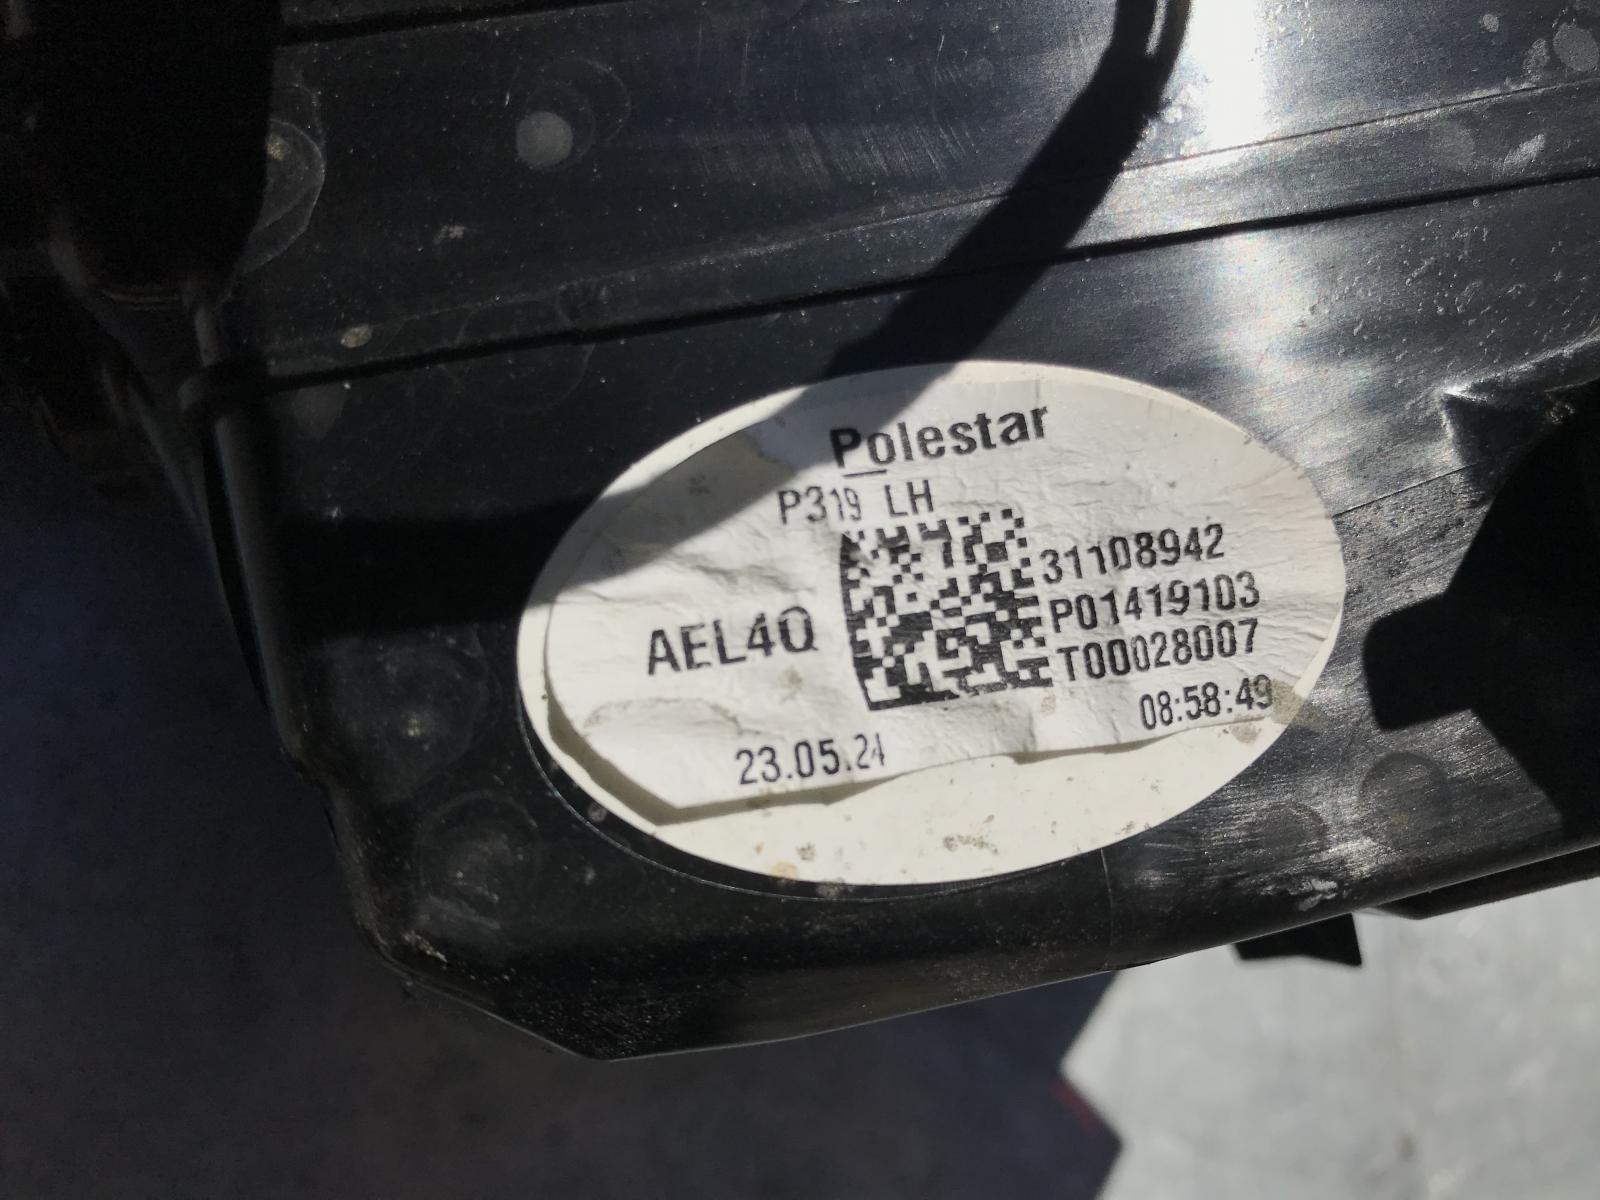 Polestar
P319 LH
31108942
AEL4Q
P01419103
T00028007
08:58:49
23.05.24